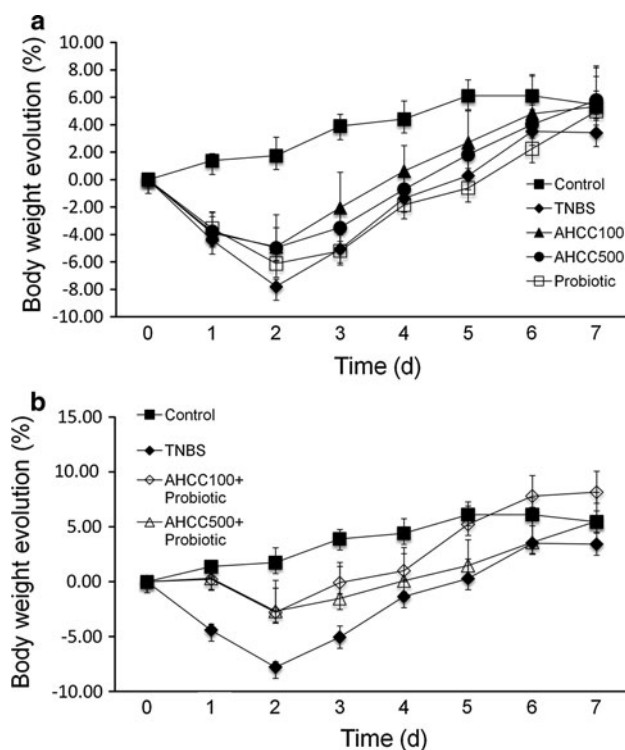 a
Body weight evolution (%)
10.00
8.00
6.00
4.00
2.00
0.00
-2.00
-4.00
-6.00
-8.00
-10.00
Control
TNBS
AHCC100
AHCC500
Probiotic
0 1 2 3 4 5 6 7
Time (d)
b
Body weight evolution (%)
15.00
10.00
5.00
0.00
-5.00
-10.00
Control
TNBS
AHCC100+
Probiotic
AHCC500+
Probiotic
0 1 2 3 4 5 6 7
Time (d)